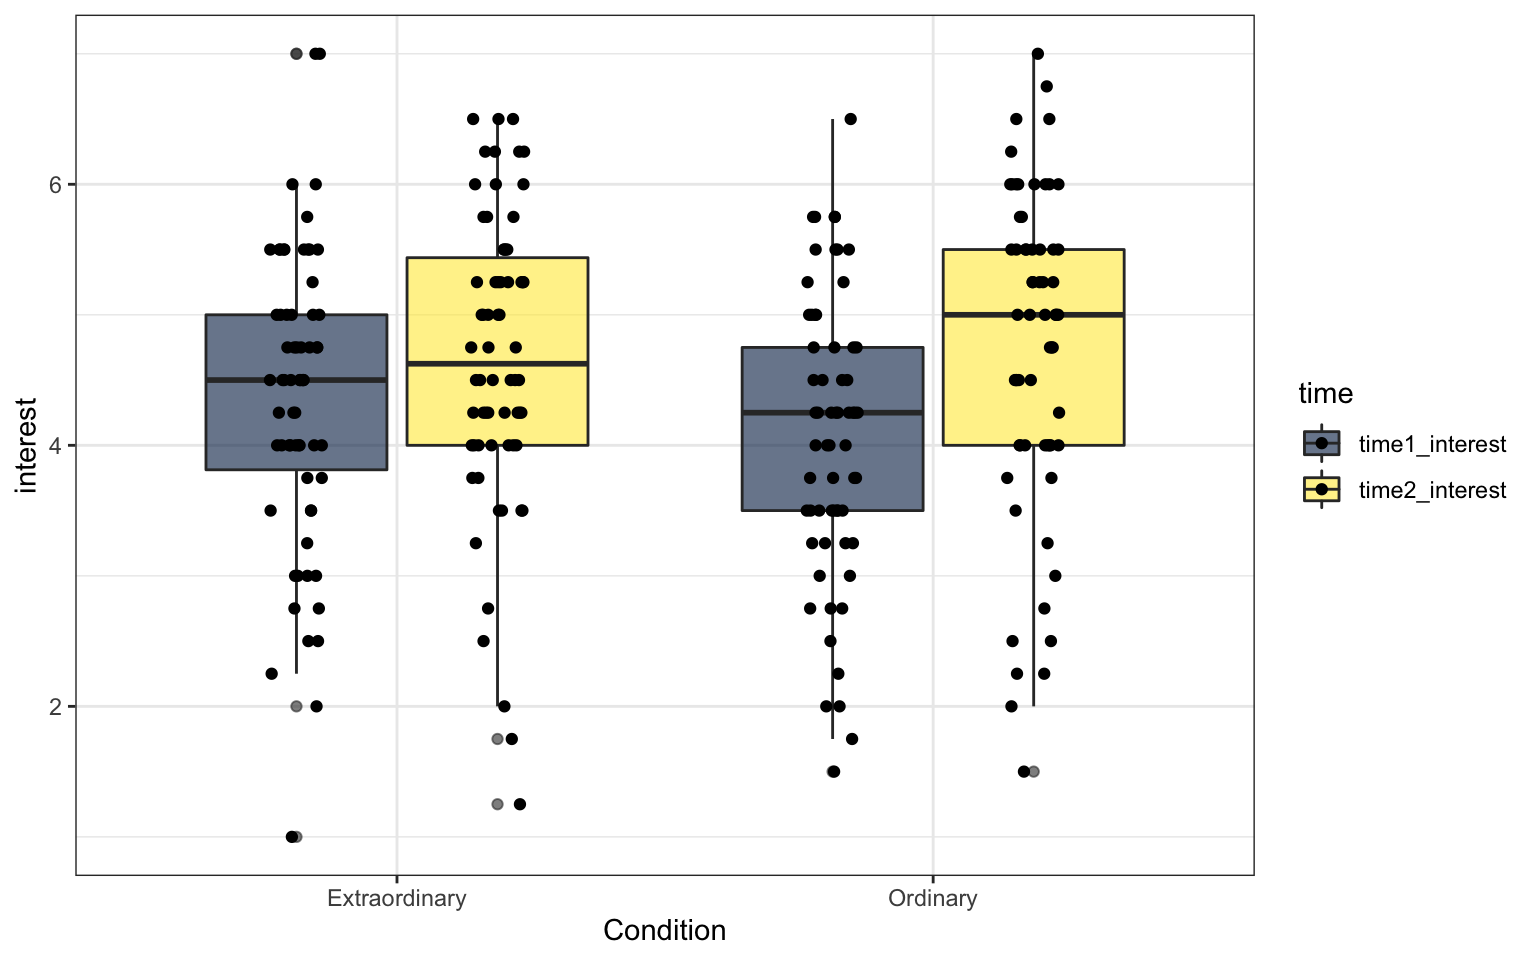 interest
6
4
2
Extraordinary
Ordinary
Condition
time
time1_interest
time2_interest